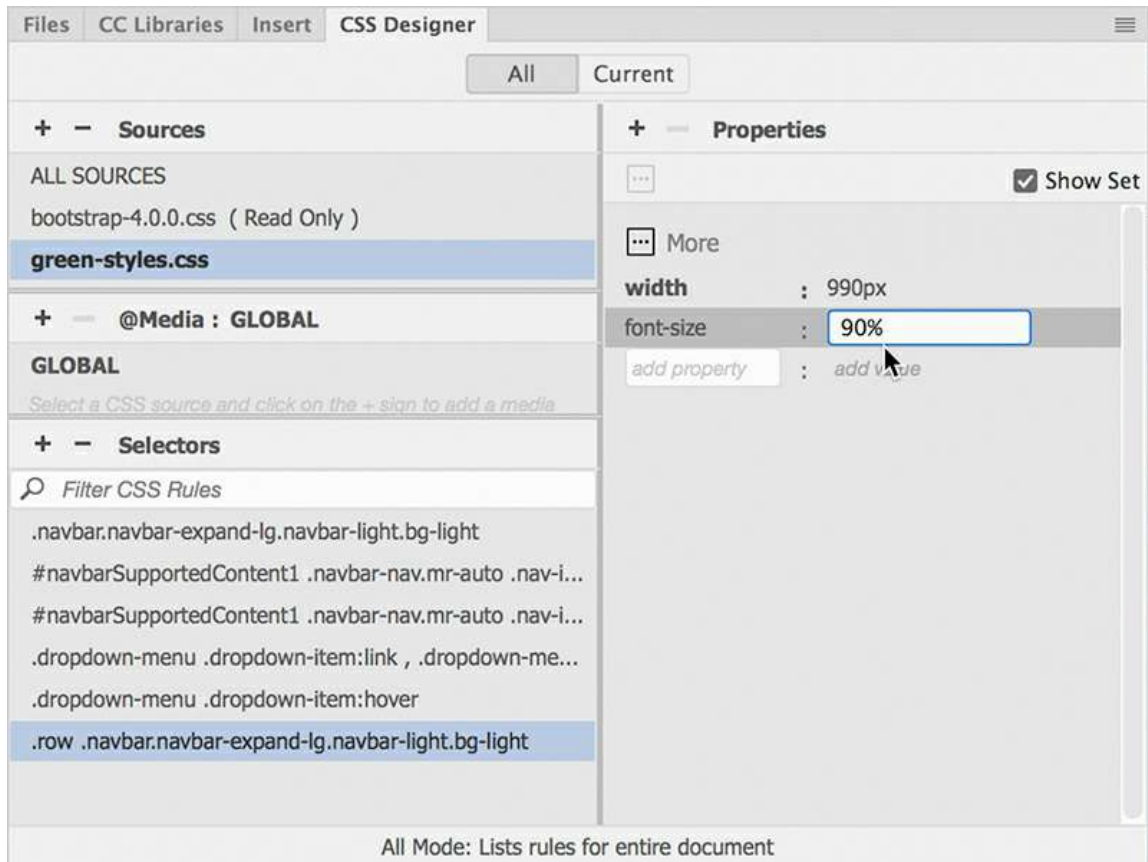 Files CC Libraries Insert CSS Designer
All Current
+ − Sources
ALL SOURCES
bootstrap-4.0.0.css ( Read Only )
green-styles.css
+ − @Media : GLOBAL
GLOBAL
Select a CSS source and click on the + sign to add a media
+ − Selectors
Filter CSS Rules
.navbar.navbar-expand-lg.navbar-light.bg-light
#navbarSupportedContent1 .navbar-nav.mr-auto .nav-i...
#navbarSupportedContent1 .navbar-nav.mr-auto .nav-i...
.dropdown-menu .dropdown-item:link , .dropdown-me...
.dropdown-menu .dropdown-item:hover
.row .navbar.navbar-expand-lg.navbar-light.bg-light
+ − Properties
Show Set
More
width : 990px
font-size : 90%
add property : add value
All Mode: Lists rules for entire document